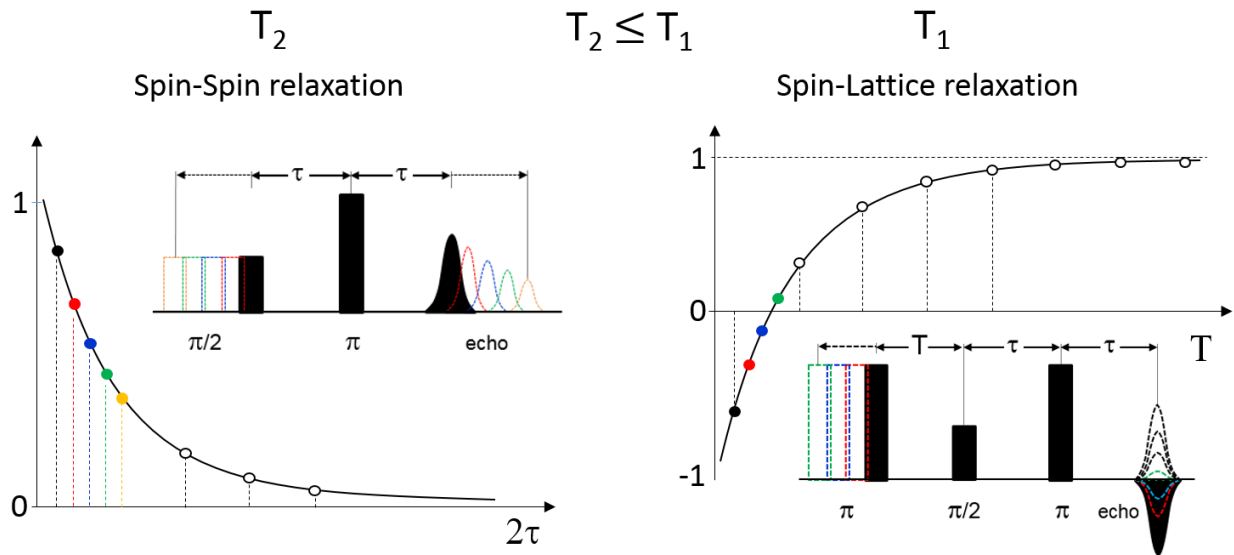 T₂
T₂ ≤ T₁
T₁
Spin-Spin relaxation
Spin-Lattice relaxation
1
τ
τ
π/2
π
echo
0
2τ
1
0
-1
T
T
τ
τ
π
π/2
π
echo